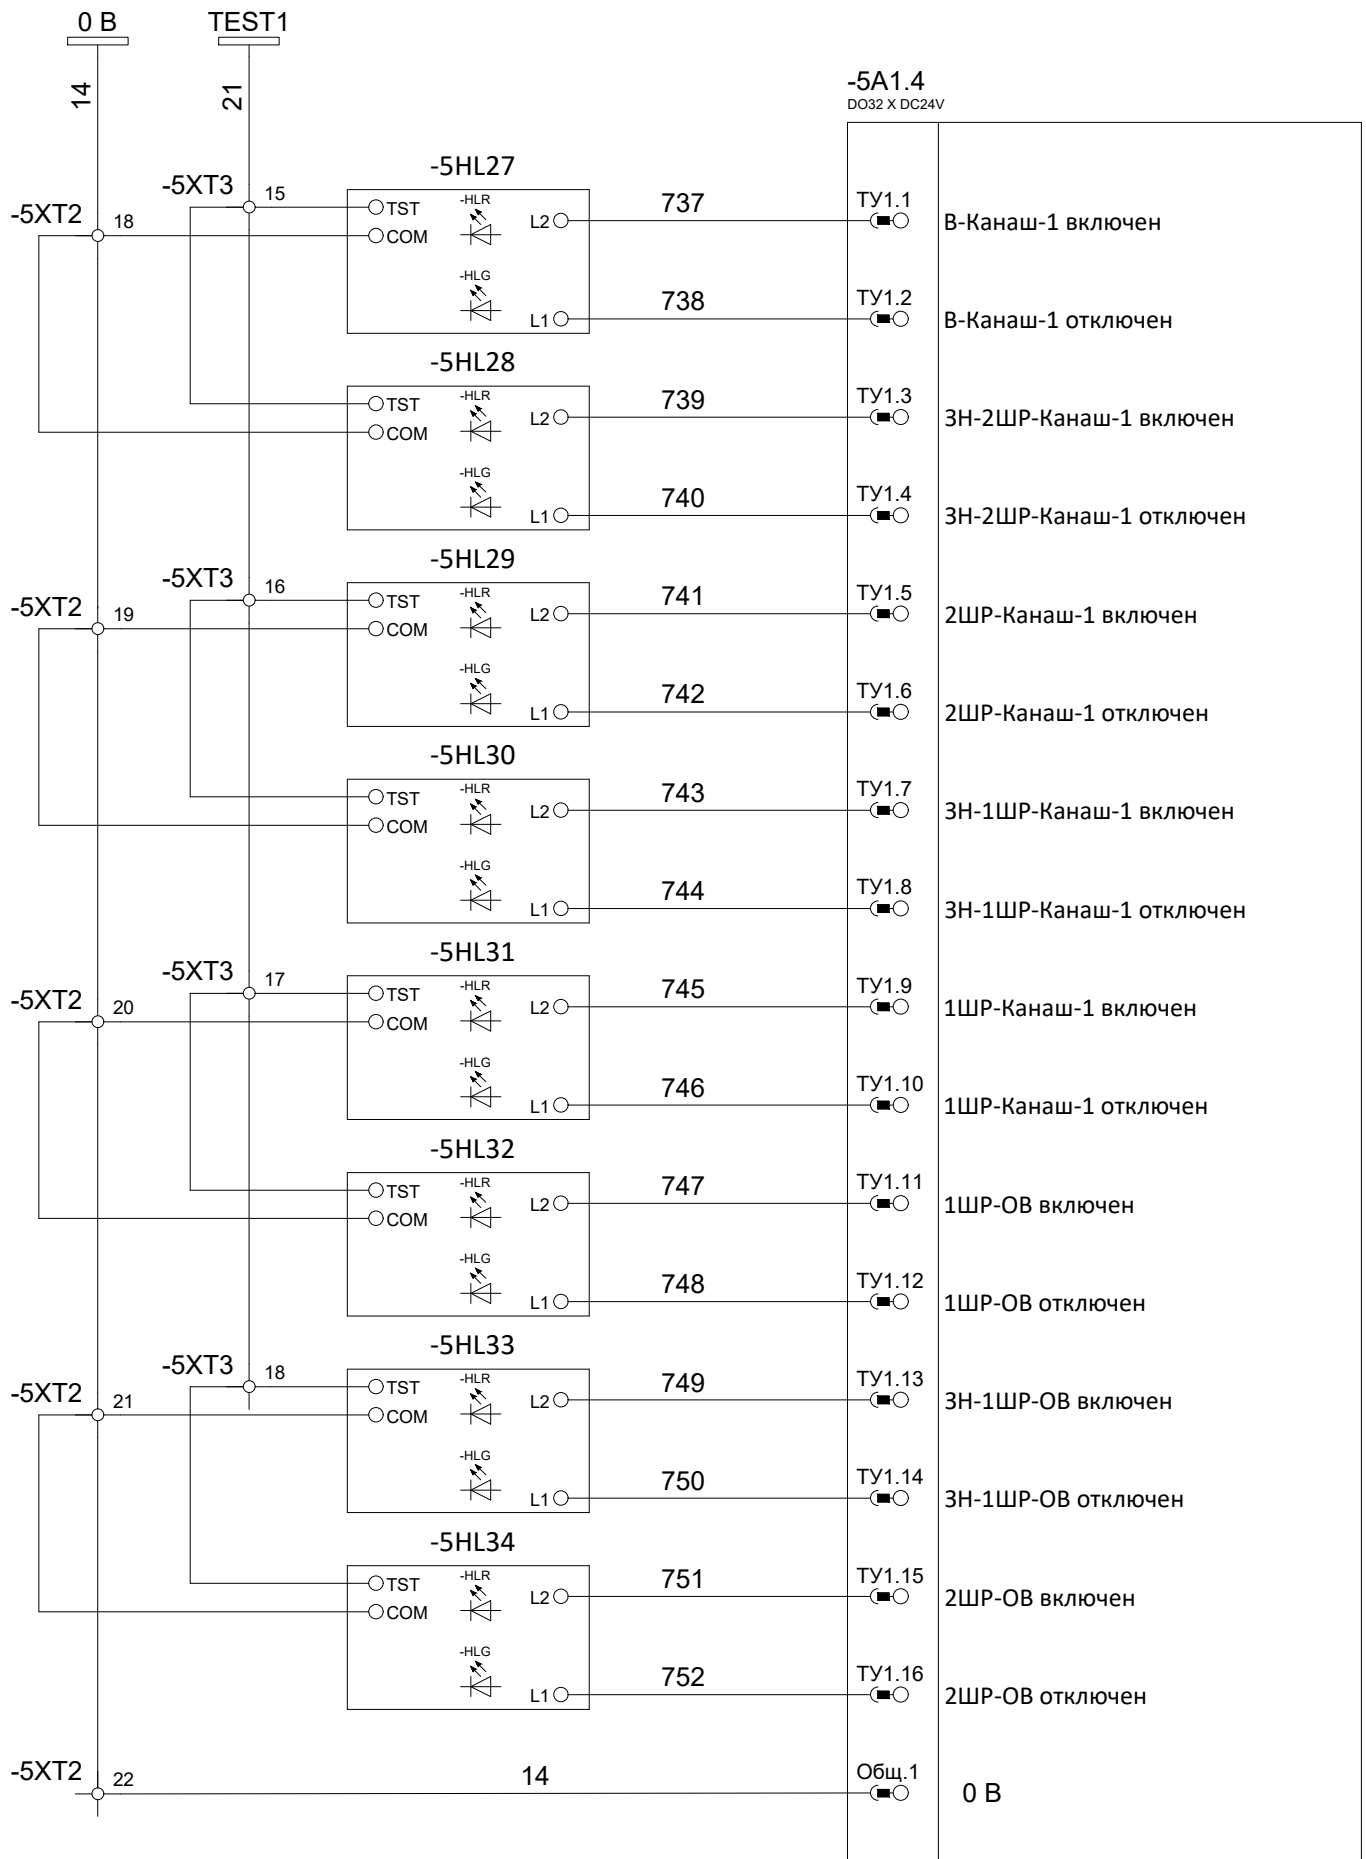 0 В
TEST1
14
21
-5A1.4
DO32 X DC24V
-5HL27
-5XT3
15
-5XT2
18
TST
COM
-HLR
L2
737
ТУ1.1
В-Канаш-1 включен
-HLG
L1
738
ТУ1.2
В-Канаш-1 отключен
-5HL28
TST
COM
-HLR
L2
739
ТУ1.3
ЗН-2ШР-Канаш-1 включен
-HLG
L1
740
ТУ1.4
ЗН-2ШР-Канаш-1 отключен
-5HL29
-5XT3
16
-5XT2
19
TST
COM
-HLR
L2
741
ТУ1.5
2ШР-Канаш-1 включен
-HLG
L1
742
ТУ1.6
2ШР-Канаш-1 отключен
-5HL30
TST
COM
-HLR
L2
743
ТУ1.7
ЗН-1ШР-Канаш-1 включен
-HLG
L1
744
ТУ1.8
ЗН-1ШР-Канаш-1 отключен
-5HL31
-5XT3
17
-5XT2
20
TST
COM
-HLR
L2
745
ТУ1.9
1ШР-Канаш-1 включен
-HLG
L1
746
ТУ1.10
1ШР-Канаш-1 отключен
-5HL32
TST
COM
-HLR
L2
747
ТУ1.11
1ШР-ОВ включен
-HLG
L1
748
ТУ1.12
1ШР-ОВ отключен
-5HL33
-5XT3
18
-5XT2
21
TST
COM
-HLR
L2
749
ТУ1.13
ЗН-1ШР-ОВ включен
-HLG
L1
750
ТУ1.14
ЗН-1ШР-ОВ отключен
-5HL34
TST
COM
-HLR
L2
751
ТУ1.15
2ШР-ОВ включен
-HLG
L1
752
ТУ1.16
2ШР-ОВ отключен
-5XT2
22
14
Общ.1
0 В